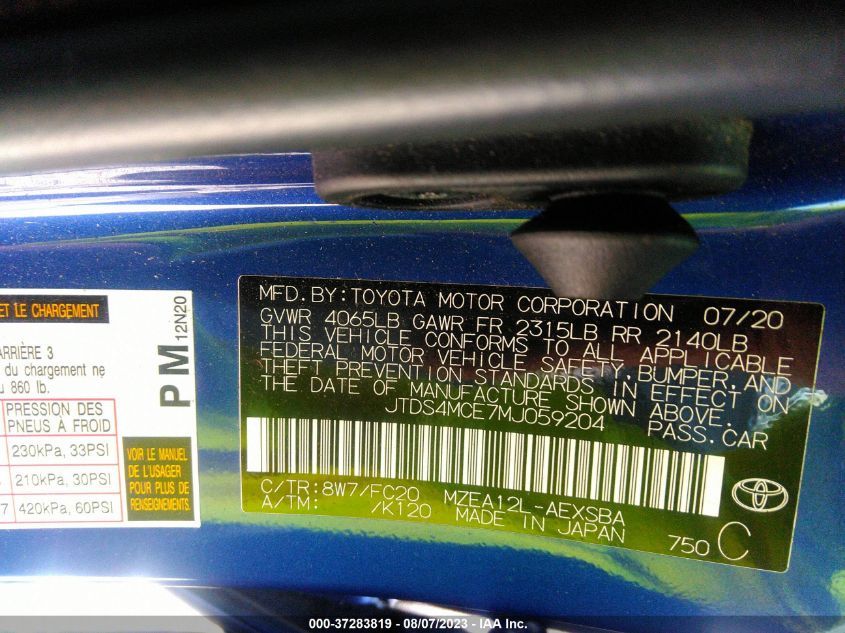 ET LE CHARGEMENT
ARRIÈRE 3
du chargement ne
860 lb.
PRESSION DES
PNEUS À FROID
230kPa, 33PSI
210kPa, 30PSI
7 420kPa, 60PSI
PM
12N20
VOIR LE MANUEL
DE L'USAGER
POUR PLUS DE
RENSEIGNEMENTS.
MFD. BY: TOYOTA MOTOR CORPORATION 07/20
GVWR 4065LB GAWR FR 2315LB RR 2140LB
THIS VEHICLE CONFORMS TO ALL APPLICABLE
FEDERAL MOTOR VEHICLE SAFETY, BUMPER, AND
THEFT PREVENTION STANDARDS IN EFFECT ON
THE DATE OF MANUFACTURE SHOWN ABOVE.
JTDS4MCE7MJ059204 PASS. CAR
C/TR: 8W7/FC20 MZEA12L-AEXSBA
A/TM: /K120 MADE IN JAPAN
750 C
000-37283819 - 08/07/2023 - IAA Inc.